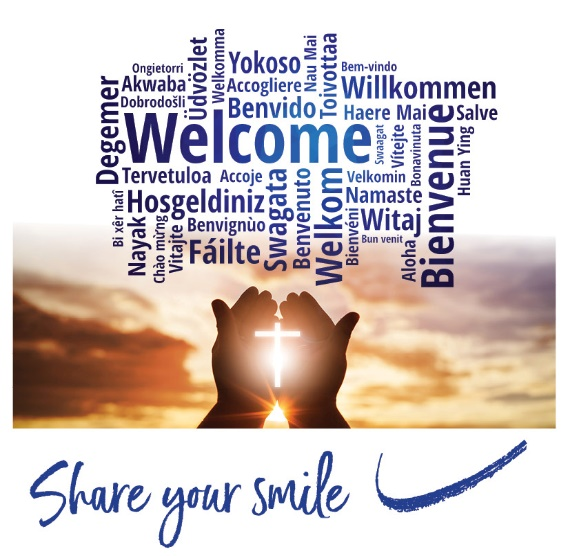 Ongietorri
Akwaba
Dobrodošli
Degemer
Üdvözlet
Welkomma
Yokoso
Accogliere
Benvido
Nau Mai
Toivottaa
Bem-vindo
Willkommen
Haere Mai
Salve
Welcome
Swaagat
Vitejte
Bonavinuta
Bienvenue
Huan Ying
Tervetuloa
Accoje
Velkomin
Hosgeldiniz
Swagata
Benvenuto
Welkom
Namaste
Bi xêr hatî
Nayak
Chào mừng
Vitajte
Benvignùo
Fáilte
Bienvéni
Witaj
Bun venit
Aloha
Share your smile